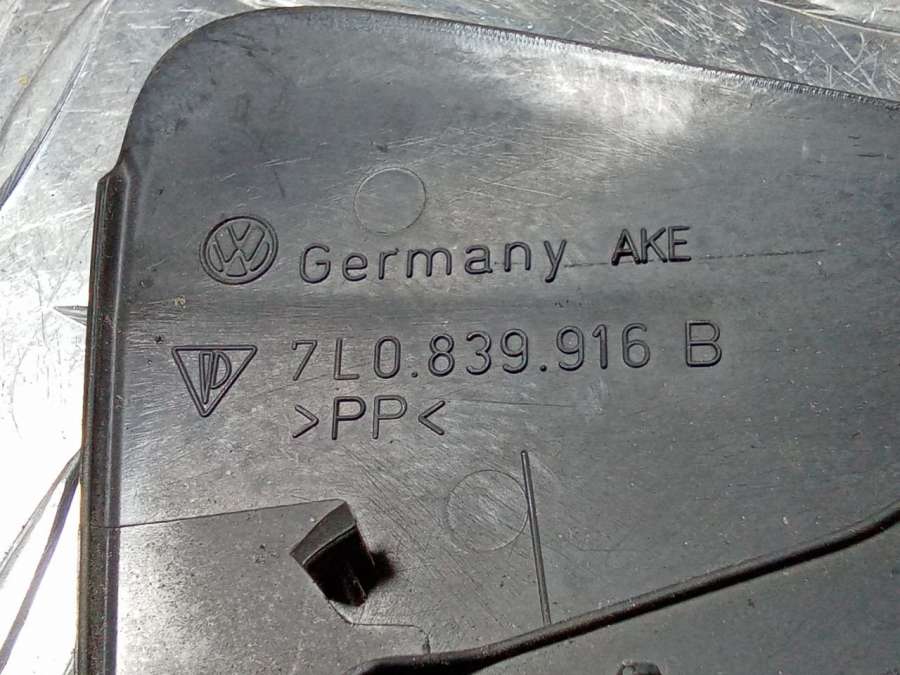 Germany AKE
7L0.839.916 B
>PP<